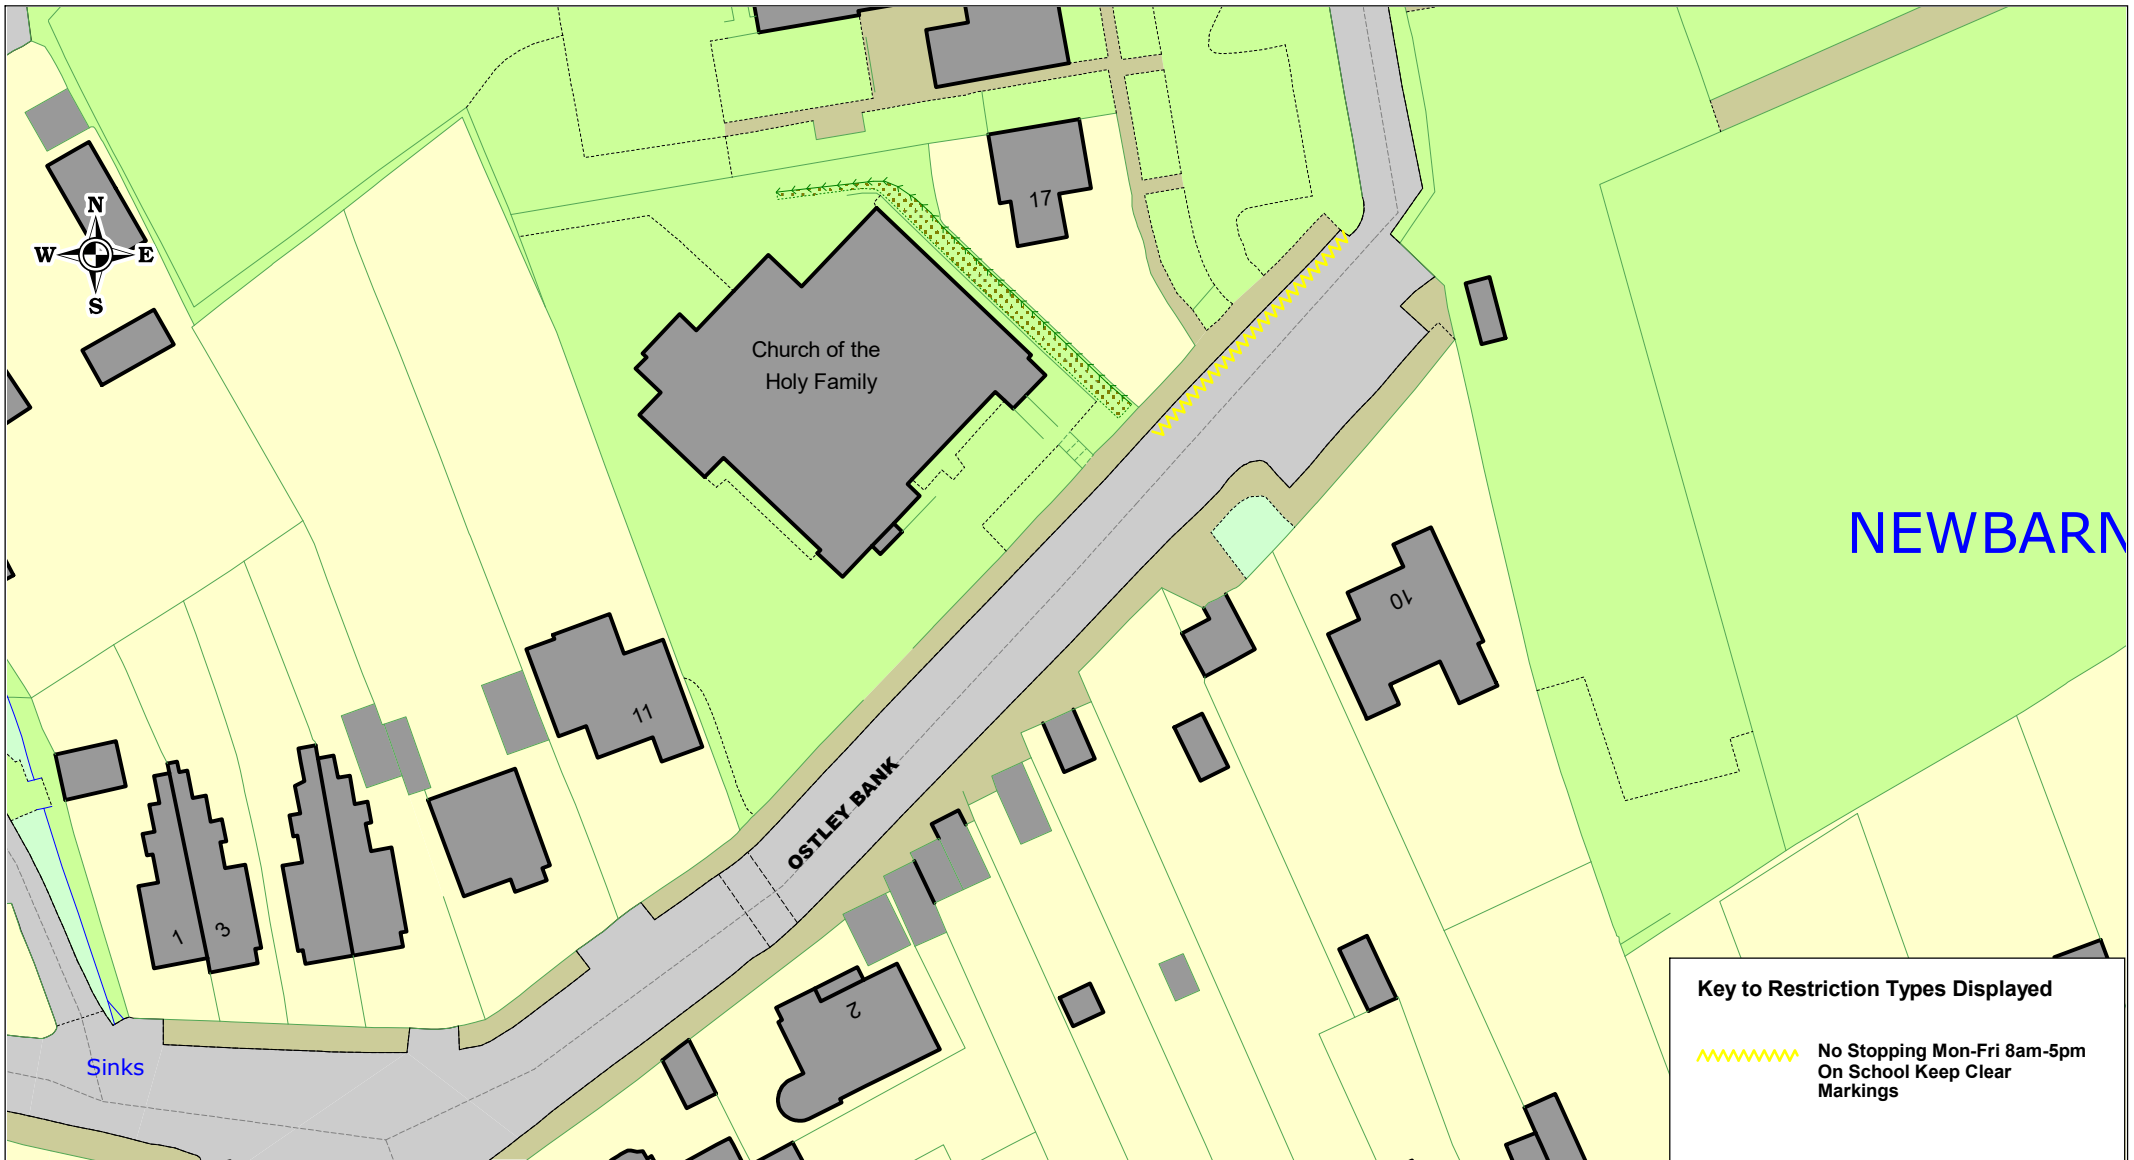 N
W E
S
17
Church of the
Holy Family
NEWBARN
10
11
OSTLEY BANK
1
3
2
Sinks
Key to Restriction Types Displayed
No Stopping Mon-Fri 8am-5pm
On School Keep Clear
Markings